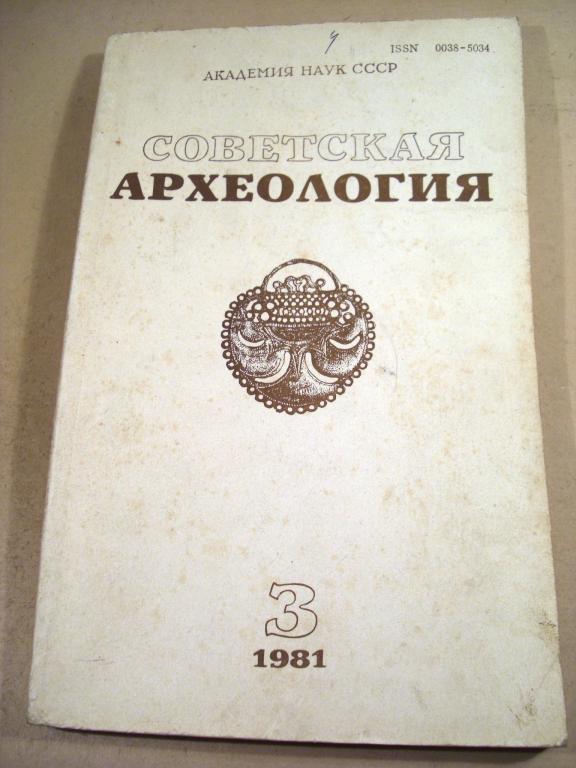 ISSN 0038-5034
АКАДЕМИЯ НАУК СССР
СОВЕТСКАЯ
АРХЕОЛОГИЯ
3
1981